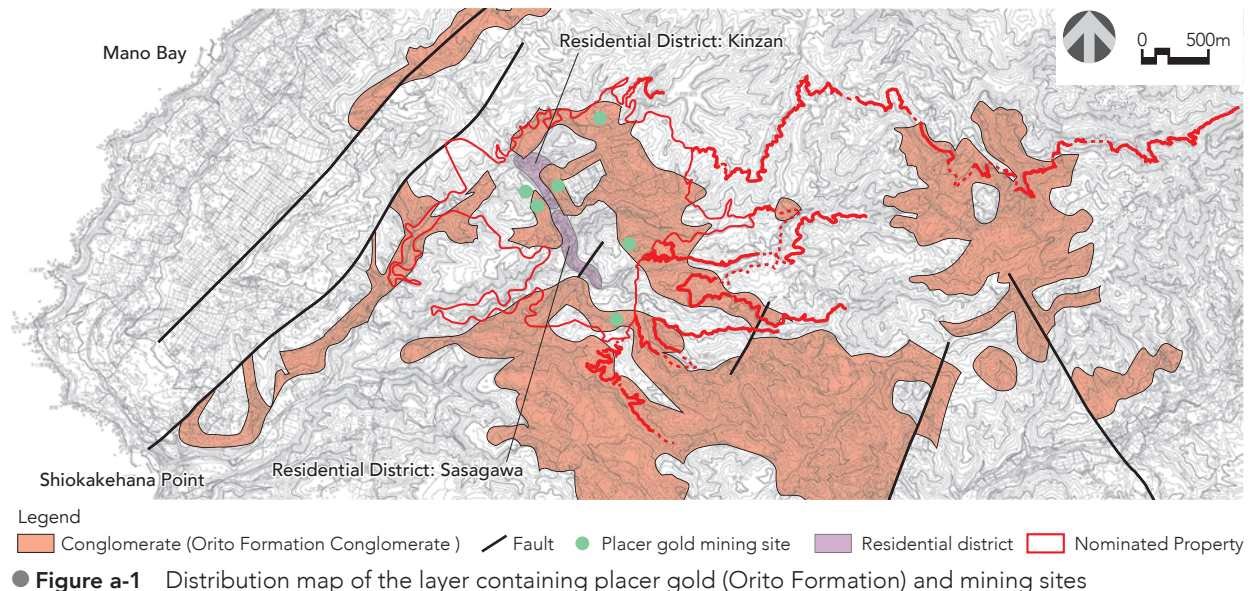 Mano Bay
Residential District: Kinzan
0 500m
Residential District: Sasagawa
Shiokakehana Point
Legend
Conglomerate (Orito Formation Conglomerate ) Fault Placer gold mining site Residential district Nominated Property
Figure a-1 Distribution map of the layer containing placer gold (Orito Formation) and mining sites